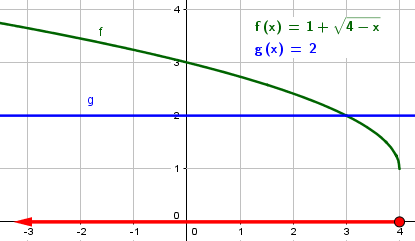 4
f (x) = 1 + √4 – x
f
g (x) = 2
3
g
2
1
0
-3 -2 -1 0 1 2 3 4